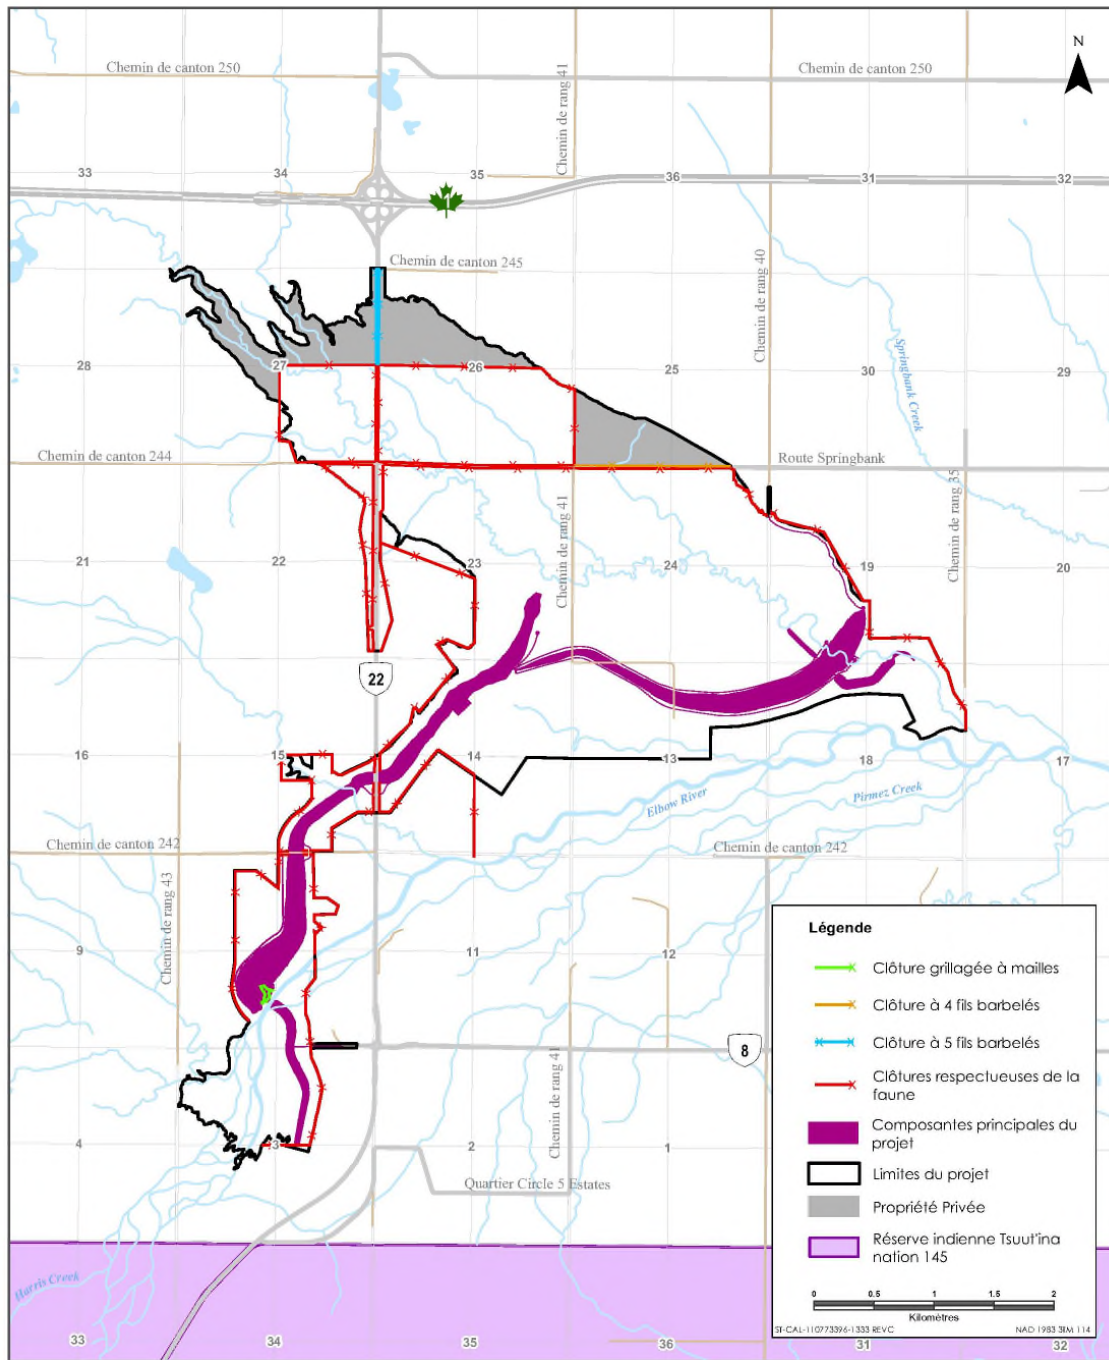 Chemin de canton 250
Chemin de canton 250
N
Chemin de rang 41
33
34
35
36
31
32
Chemin de canton 245
Chemin de rang 40
28
27
26
25
30
29
Springbank Creek
Chemin de canton 244
Route Springbank
Chemin de rang 41
Chemin de rang 35
21
22
23
24
19
20
22
16
15
14
13
18
17
Elbow River
Pirmez Creek
Chemin de canton 242
Chemin de canton 242
Chemin de rang 43
9
11
12
8
Chemin de rang 41
4
3
2
1
Quartier Circle 5 Estates
Harris Creek
33
34
35
36
31
32
Légende
Clôture grillagée à mailles
Clôture à 4 fils barbelés
Clôture à 5 fils barbelés
Clôtures respectueuses de la
faune
Composantes principales du
projet
Limites du projet
Propriété Privée
Réserve indienne Tsuut'ina
nation 145
0 0.5 1 1.5 2
Kilomètres
ST-CAL-110773396-1333 REVC
NAD 1983 3TM 114